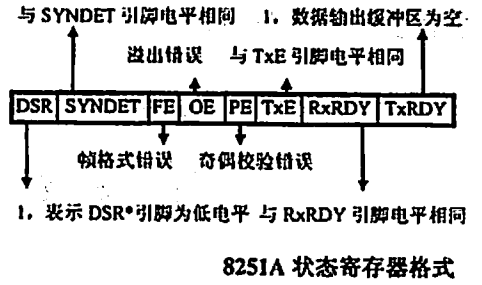 与 SYNDET 引脚电平相同 1，数据输出缓冲区为空
溢出错误 与 TxE 引脚电平相同
DSR SYNDET FE OE PE TxE RxRDY TxRDY
帧格式错误 奇偶校验错误
1，表示 DSR* 引脚为低电平 与 RxRDY 引脚电平相同
8251A 状态寄存器格式